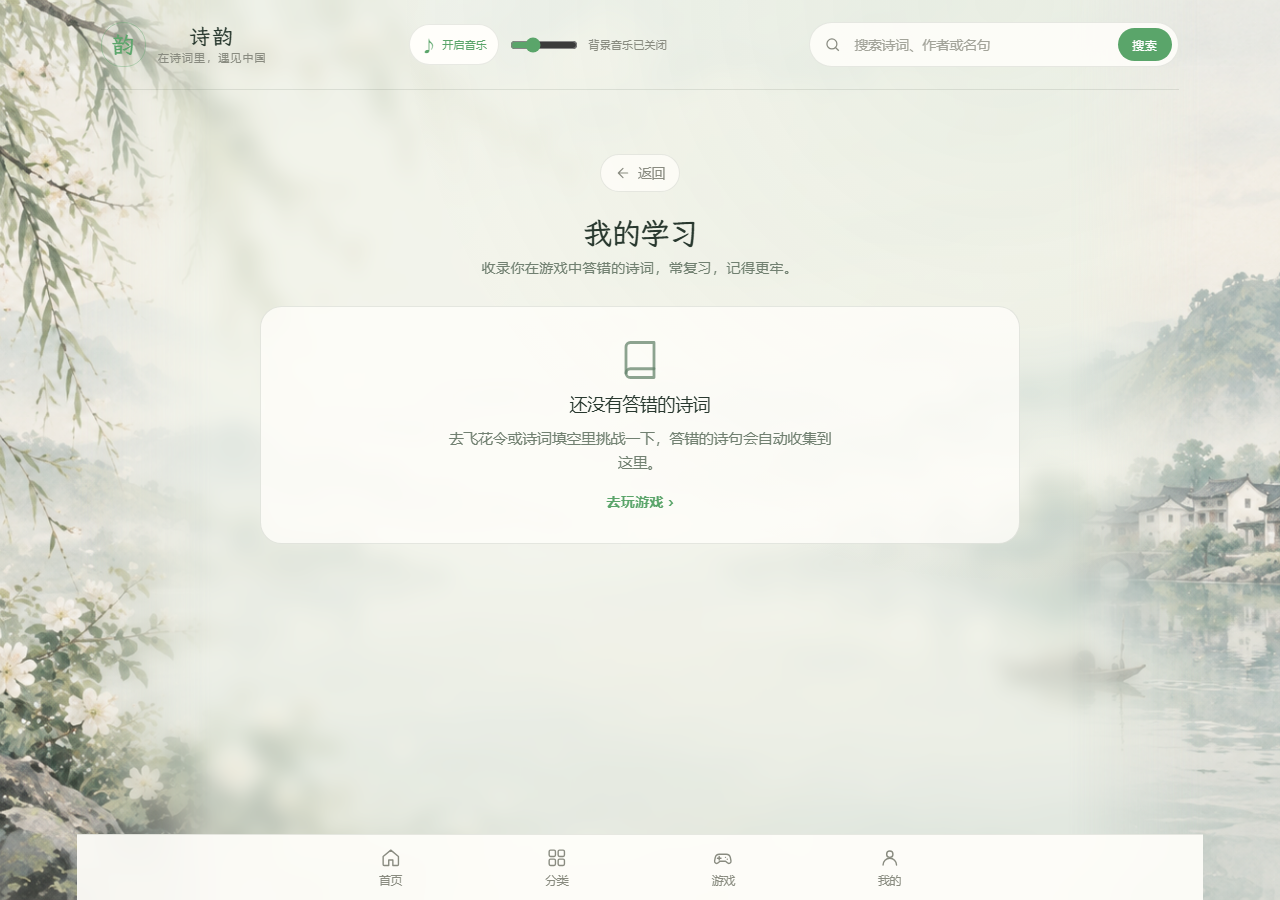 韵
诗韵
在诗词里，遇见中国
开启音乐
背景音乐已关闭
搜索诗词、作者或名句
搜索
返回
我的学习
收录你在游戏中答错的诗词，常复习，记得更牢。
还没有答错的诗词
去飞花令或诗词填空里挑战一下，答错的诗句会自动收集到
这里。
去玩游戏 ›
首页
分类
游戏
我的